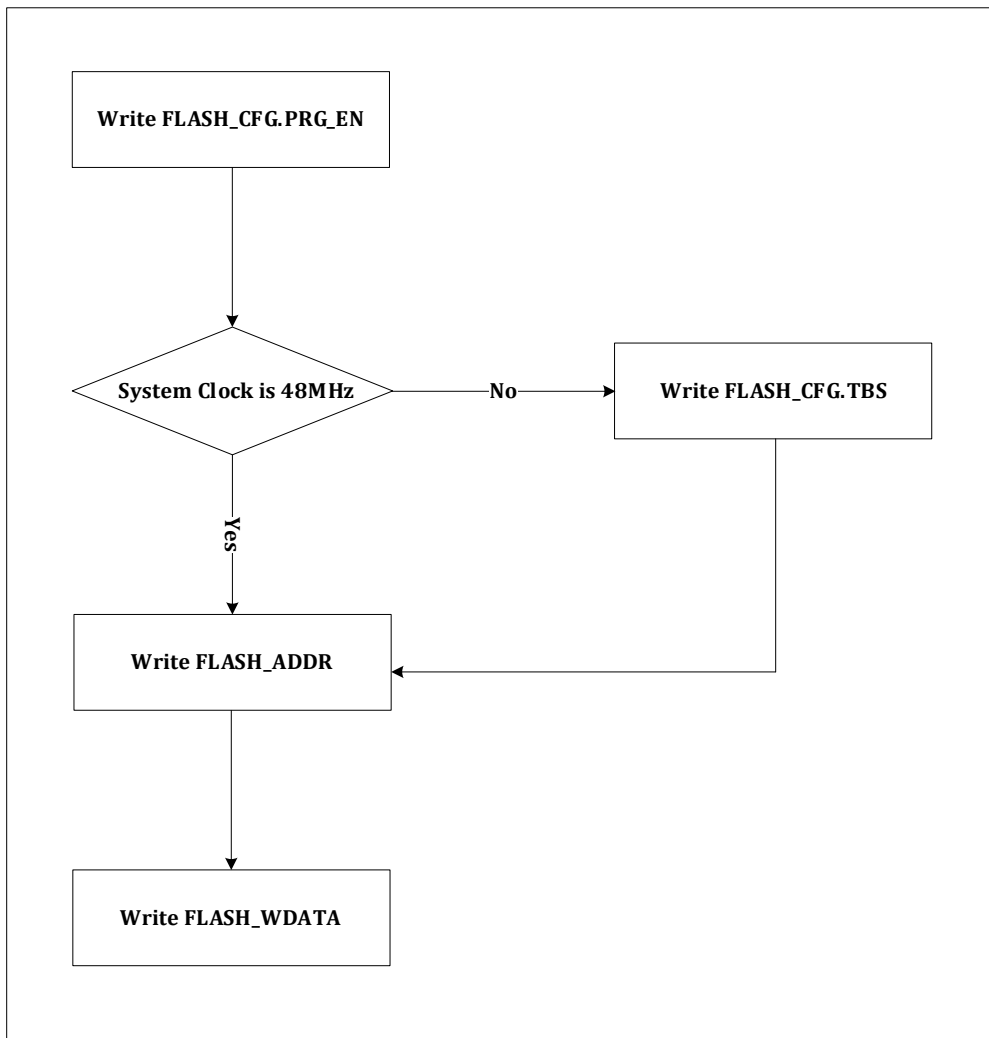 Write FLASH_CFG.PRG_EN
System Clock is 48MHz
No
Write FLASH_CFG.TBS
Yes
Write FLASH_ADDR
Write FLASH_WDATA